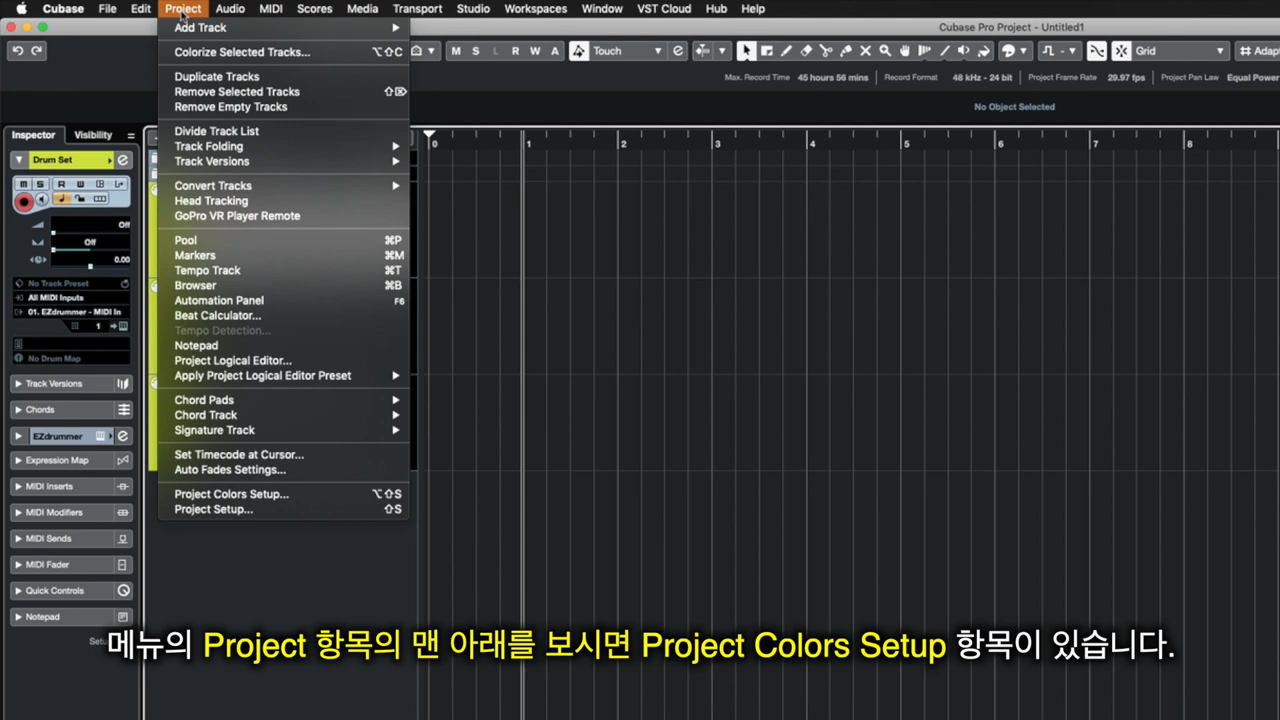 Cubase File Edit Project Audio MIDI Scores Media Transport Studio Workspaces Window VST Cloud Hub Help
Cubase Pro Project - Untitled1
M S L R W A Touch Grid Adap
Max. Record Time 45 hours 56 mins Record Format 48 kHz - 24 bit Project Frame Rate 29.97 fps Project Pan Law Equal Power
No Object Selected
Add Track
Colorize Selected Tracks... ⌥⇧C
Duplicate Tracks
Remove Selected Tracks ⇧⌦
Remove Empty Tracks
Divide Track List
Track Folding
Track Versions
Convert Tracks
Head Tracking
GoPro VR Player Remote
Pool ⌘P
Markers ⌘M
Tempo Track ⌘T
Browser ⌘B
Automation Panel F6
Beat Calculator...
Tempo Detection...
Notepad
Project Logical Editor...
Apply Project Logical Editor Preset
Chord Pads
Chord Track
Signature Track
Set Timecode at Cursor...
Auto Fades Settings...
Project Colors Setup... ⌥⇧S
Project Setup... ⇧S
Inspector Visibility
Drum Set
M S R W
Off
Off
0.00
No Track Preset
All MIDI Inputs
01. EZdrummer - MIDI In
1
No Drum Map
Track Versions
Chords
EZdrummer
Expression Map
MIDI Inserts
MIDI Modifiers
MIDI Sends
MIDI Fader
Quick Controls
Notepad
0 1 2 3 4 5 6 7 8
메뉴의 Project 항목의 맨 아래를 보시면 Project Colors Setup 항목이 있습니다.